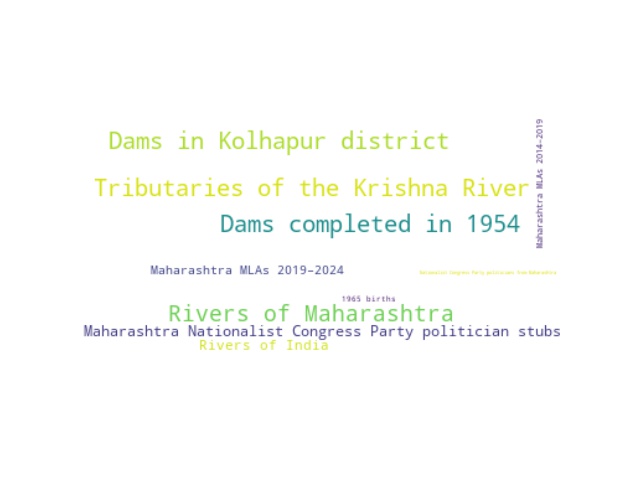 Dams in Kolhapur district
Maharashtra MLAs 2014–2019
Tributaries of the Krishna River
Dams completed in 1954
Maharashtra MLAs 2019–2024
Nationalist Congress Party politicians from Maharashtra
1965 births
Rivers of Maharashtra
Maharashtra Nationalist Congress Party politician stubs
Rivers of India